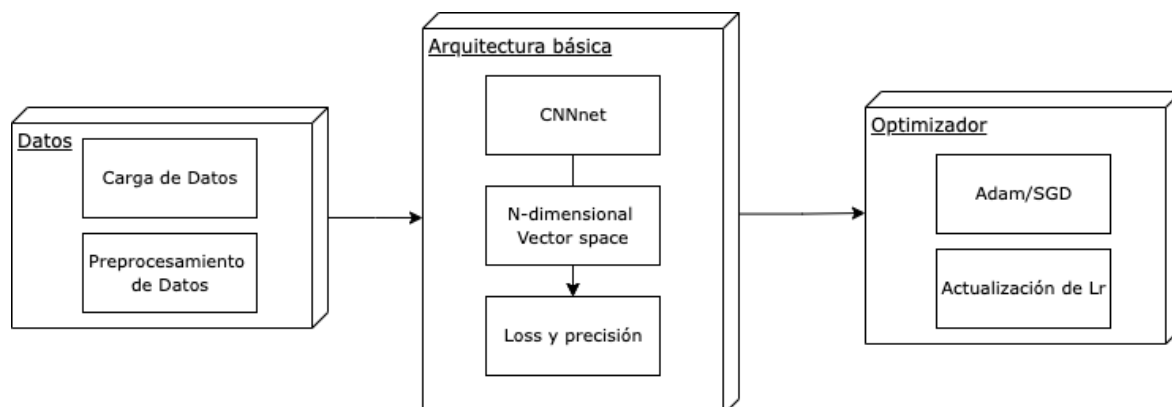 Datos
Carga de Datos
Preprocesamiento
de Datos
Arquitectura básica
CNNnet
N-dimensional
Vector space
Loss y precisión
Optimizador
Adam/SGD
Actualización de Lr